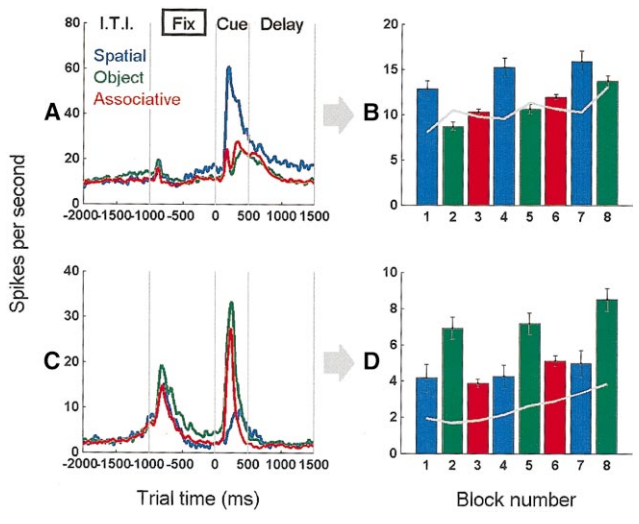 I.T.I. Fix Cue Delay
80
60
40
20
0
Spatial
Object
Associative
A
-2000 -1500 -1000 -500 0 500 1000 1500
B
20
15
10
5
0
1 2 3 4 5 6 7 8
Spikes per second
C
40
30
20
10
0
-2000 -1500 -1000 -500 0 500 1000 1500
Trial time (ms)
D
10
8
6
4
2
0
1 2 3 4 5 6 7 8
Block number